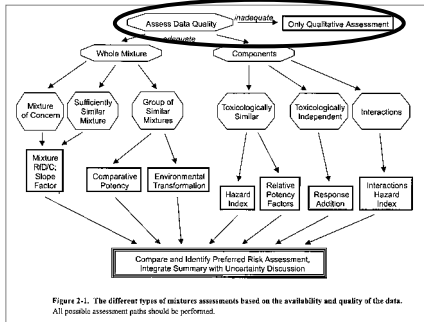 Assess Data Quality
inadequate
Only Qualitative Assessment
adequate
Whole Mixture
Components
Mixture
of Concern
Sufficiently
Similar
Mixture
Group of
Similar
Mixtures
Toxicologically
Similar
Toxicologically
Independent
Interactions
Mixture
RfD/C;
Slope
Factor
Comparative
Potency
Environmental
Transformation
Hazard
Index
Relative
Potency
Factors
Response
Addition
Interactions
Hazard
Index
Compare and Identify Preferred Risk Assessment,
Integrate Summary with Uncertainty Discussion
Figure 2-1. The different types of mixtures assessments based on the availability and quality of the data.
All possible assessment paths should be performed.